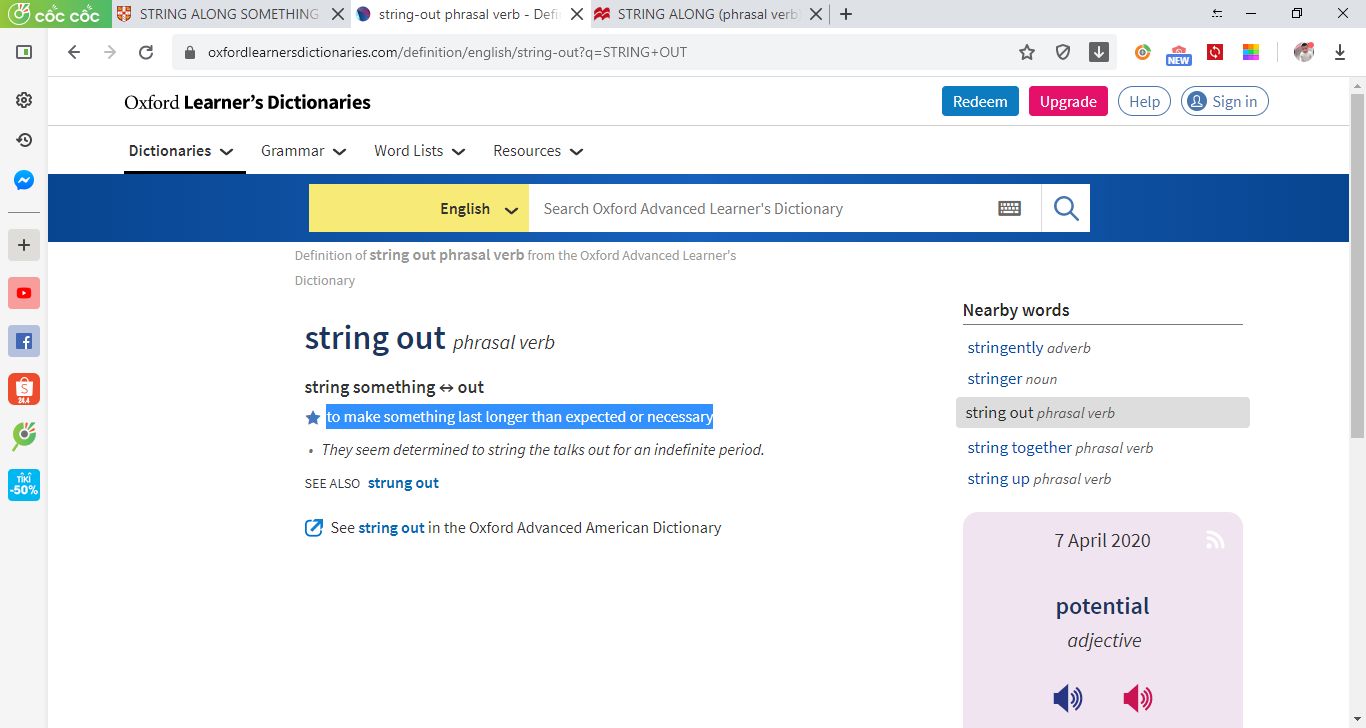 cốc cốc
STRING ALONG SOMETHING
string-out phrasal verb - Defi
STRING ALONG (phrasal verb)
oxfordlearnersdictionaries.com/definition/english/string-out?q=STRING+OUT
NEW
Oxford Learner's Dictionaries
Redeem
Upgrade
Help
Sign in
Dictionaries
Grammar
Word Lists
Resources
English
Search Oxford Advanced Learner's Dictionary
Definition of string out phrasal verb from the Oxford Advanced Learner's
Dictionary
string out phrasal verb
string something ↔ out
to make something last longer than expected or necessary
• They seem determined to string the talks out for an indefinite period.
SEE ALSO strung out
See string out in the Oxford Advanced American Dictionary
Nearby words
stringently adverb
stringer noun
string out phrasal verb
string together phrasal verb
string up phrasal verb
7 April 2020
potential
adjective
S
24.4
TIKI
-50%